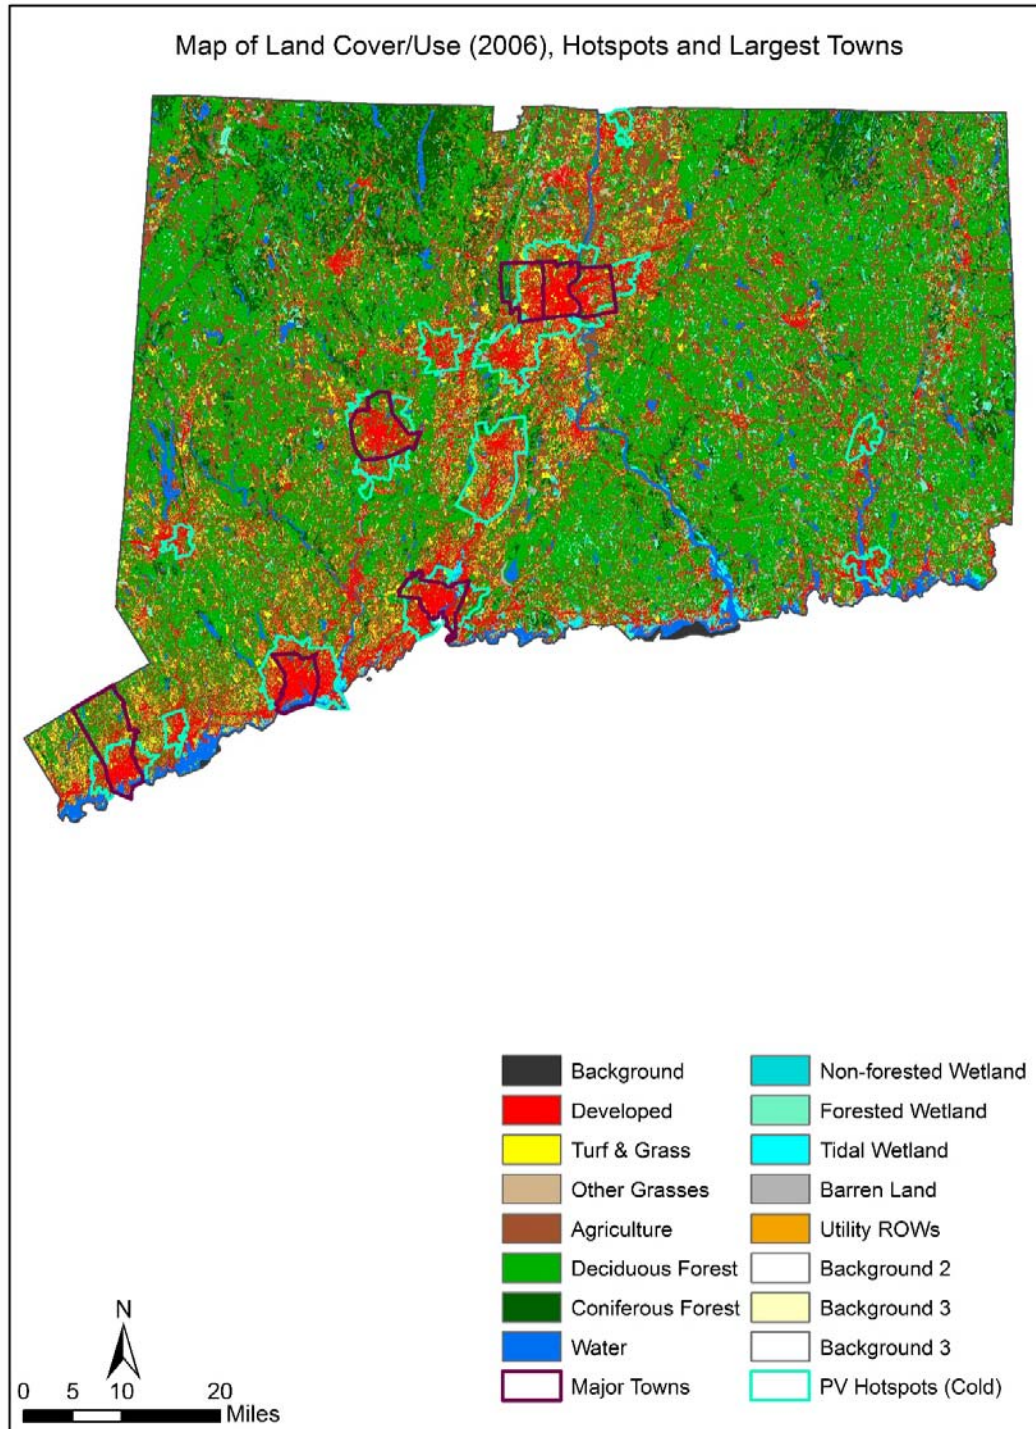 Map of Land Cover/Use (2006), Hotspots and Largest Towns
Background
Developed
Turf & Grass
Other Grasses
Agriculture
Deciduous Forest
Coniferous Forest
Water
Major Towns
Non-forested Wetland
Forested Wetland
Tidal Wetland
Barren Land
Utility ROWs
Background 2
Background 3
Background 3
PV Hotspots (Cold)
N
0 5 10 20
Miles